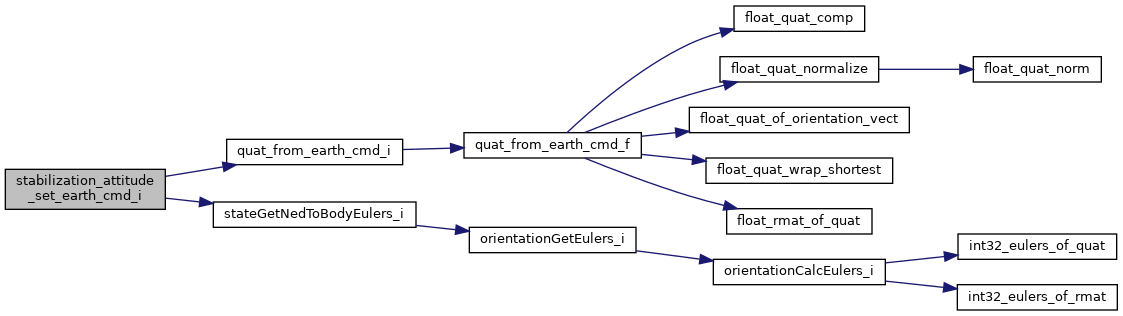 stabilization_attitude
_set_earth_cmd_i
quat_from_earth_cmd_i
quat_from_earth_cmd_f
float_quat_comp
float_quat_normalize
float_quat_norm
float_quat_of_orientation_vect
float_quat_wrap_shortest
float_rmat_of_quat
stateGetNedToBodyEulers_i
orientationGetEulers_i
orientationCalcEulers_i
int32_eulers_of_quat
int32_eulers_of_rmat